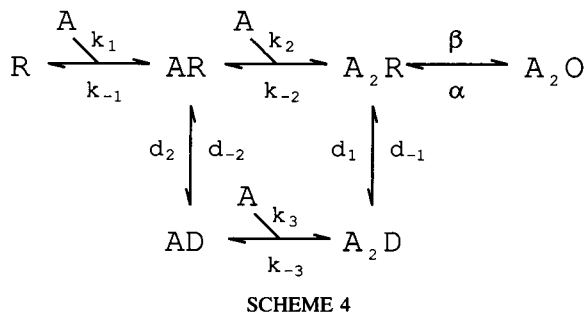 A k₁ A k₂ β
R AR A₂R A₂O
k₋₁ k₋₂ α
d₂ d₋₂ d₁ d₋₁
A k₃
AD A₂D
k₋₃
SCHEME 4